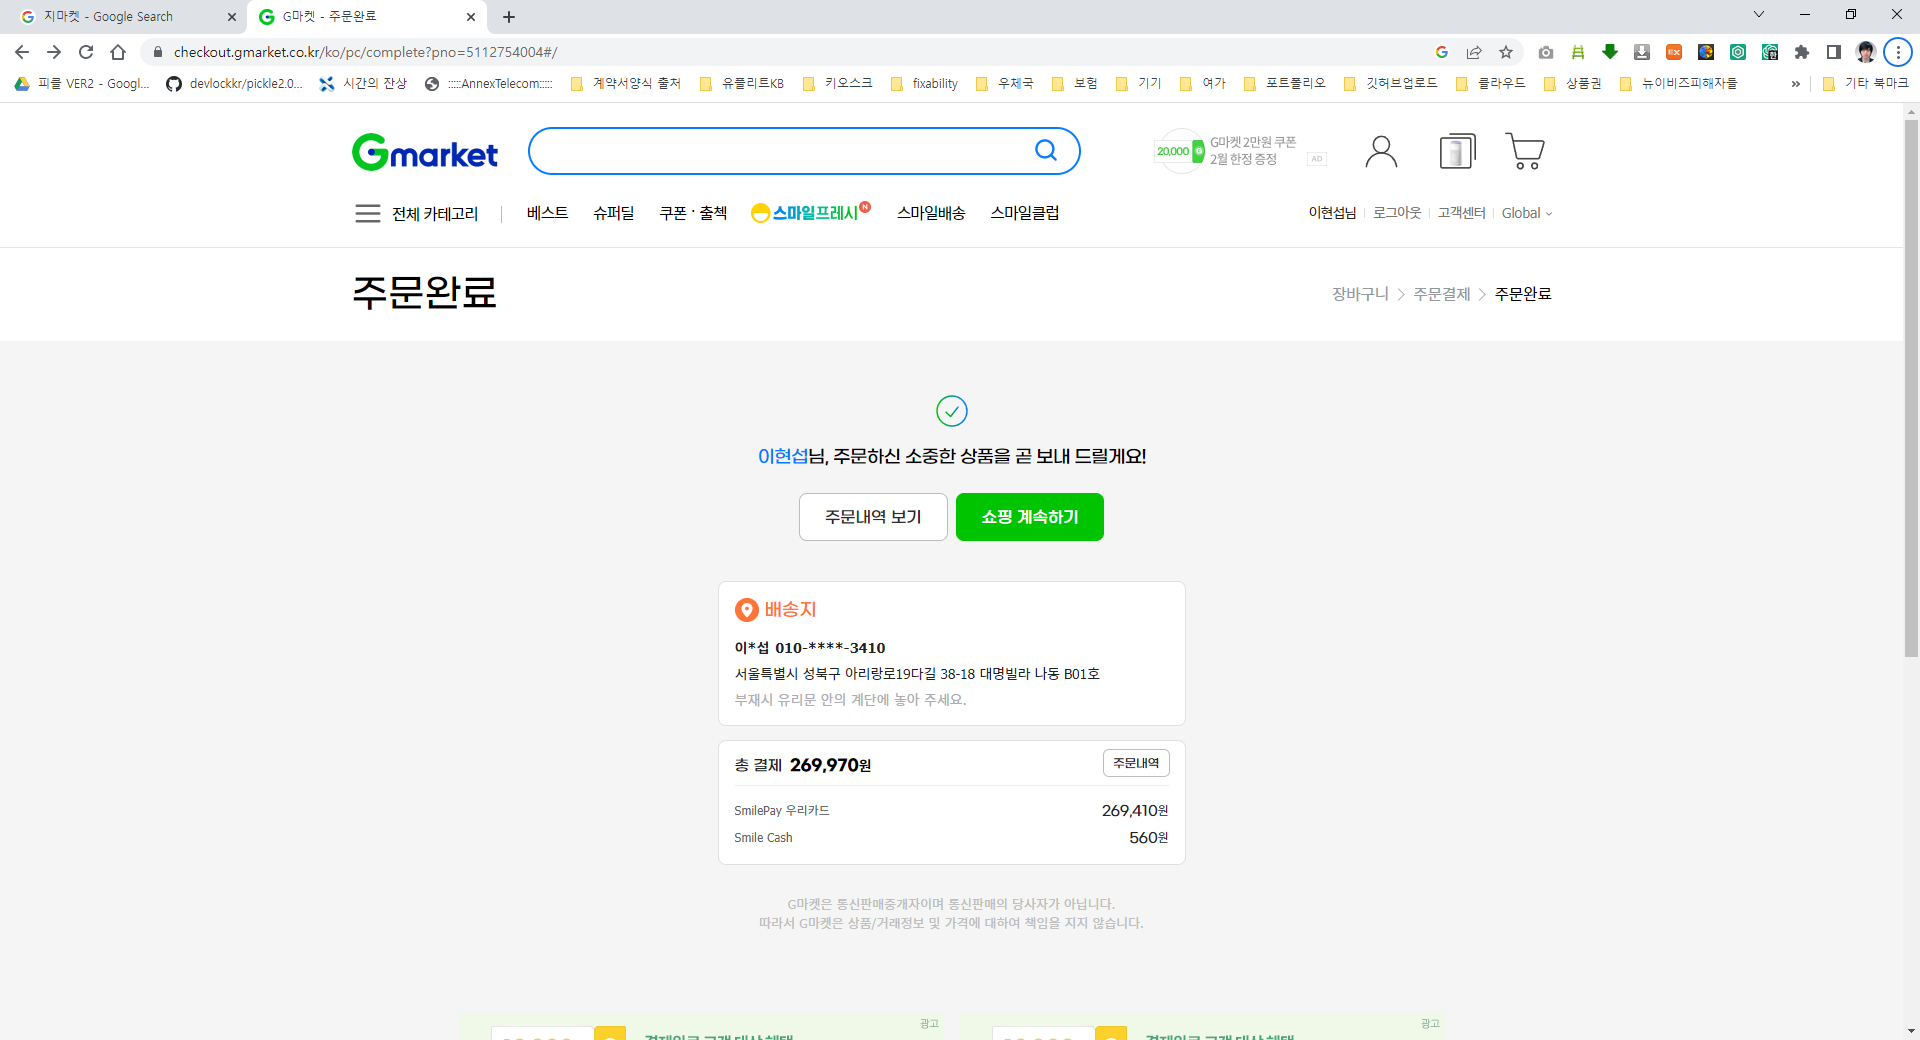 지마켓 - Google Search
G마켓 - 주문완료
checkout.gmarket.co.kr/ko/pc/complete?pno=5112754004#/
피클 VER2 - Googl...
devlockkr/pickle2.0...
시간의 잔상
:::::AnnexTelecom:::::
계약서양식 출처
유플리트KB
키오스크
fixability
우제국
보험
기기
여가
포트폴리오
깃허브업로드
클라우드
상품권
뉴이비즈피해자들
»
기타 북마크
Gmarket
20,000 G
G마켓 2만원 쿠폰
2월 한정 증정
AD
전체 카테고리
베스트
슈퍼딜
쿠폰 · 출첵
스마일프레시 N
스마일배송
스마일클럽
이현섭님
로그아웃
고객센터
Global
주문완료
장바구니 > 주문결제 > 주문완료
이현섭님, 주문하신 소중한 상품을 곧 보내 드릴게요!
주문내역 보기
쇼핑 계속하기
배송지
이*섭 010-****-3410
서울특별시 성북구 아리랑로19다길 38-18 대명빌라 나동 B01호
부재시 유리문 안의 계단에 놓아 주세요.
총 결제 269,970원
주문내역
SmilePay 우리카드 269,410원
Smile Cash 560원
G마켓은 통신판매중개자이며 통신판매의 당사자가 아닙니다.
따라서 G마켓은 상품/거래정보 및 가격에 대하여 책임을 지지 않습니다.
광고
광고